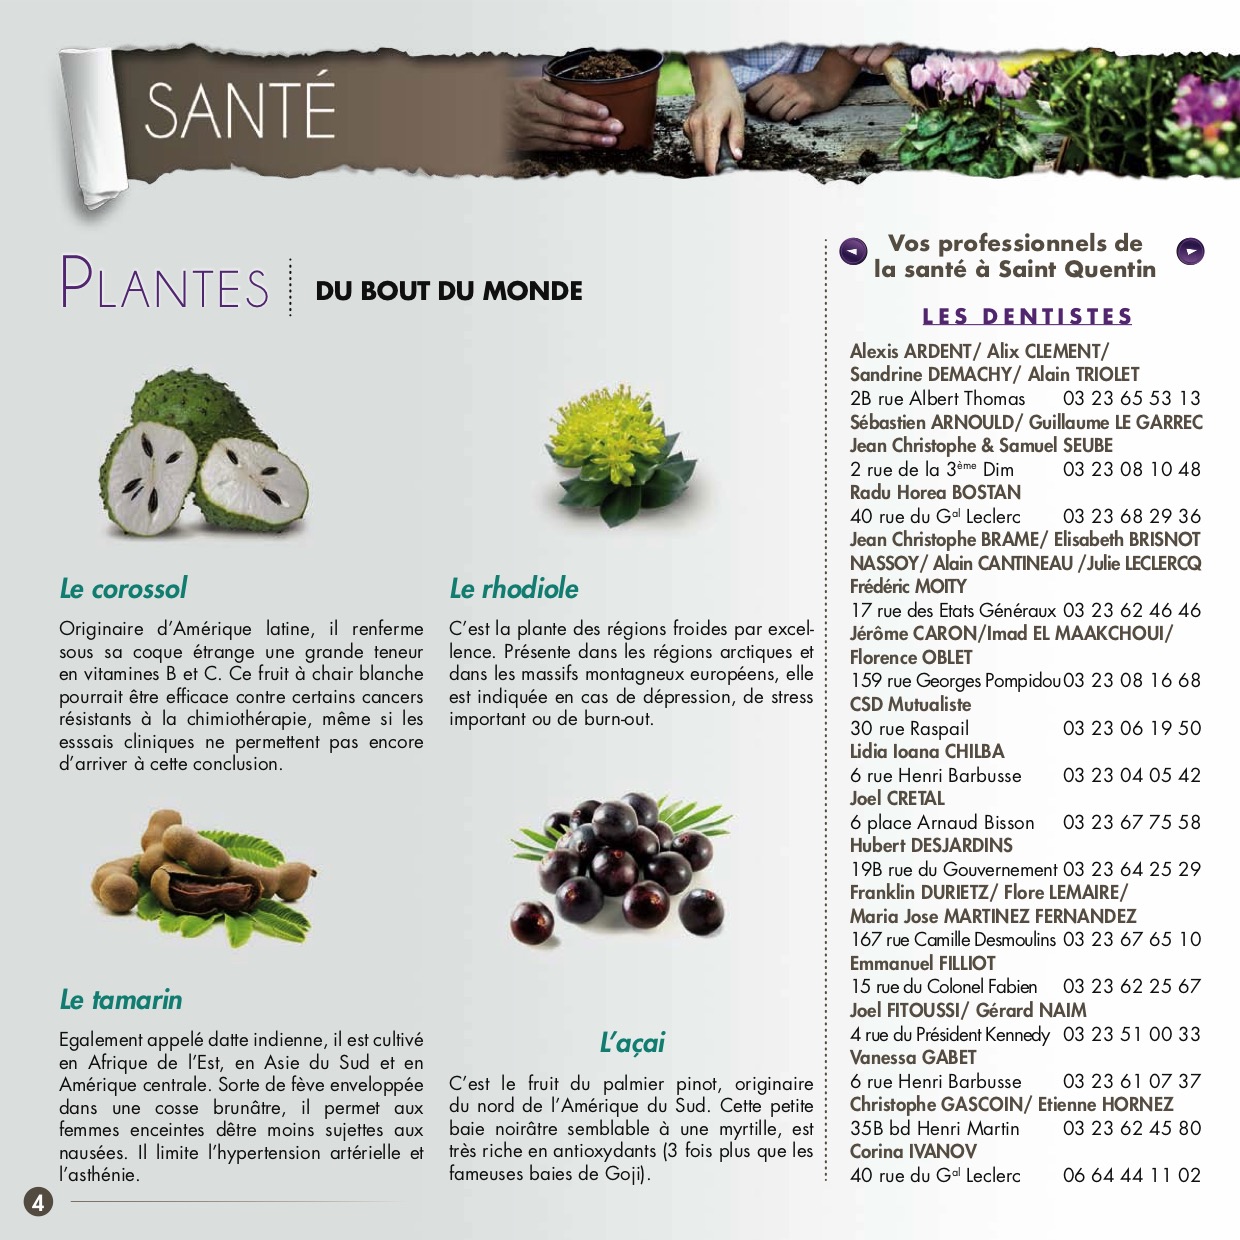 SANTÉ
PLANTES
DU BOUT DU MONDE
Le corossol
Originaire d’Amérique latine, il renferme
sous sa coque étrange une grande teneur
en vitamines B et C. Ce fruit à chair blanche
pourrait être efficace contre certains cancers
résistants à la chimiothérapie, même si les
esssais cliniques ne permettent pas encore
d’arriver à cette conclusion.
Le rhodiole
C’est la plante des régions froides par excel-
lence. Présente dans les régions arctiques et
dans les massifs montagneux européens, elle
est indiquée en cas de dépression, de stress
important ou de burn-out.
Le tamarin
Egalement appelé datte indienne, il est cultivé
en Afrique de l’Est, en Asie du Sud et en
Amérique centrale. Sorte de fève enveloppée
dans une cosse brunâtre, il permet aux
femmes enceintes dêtre moins sujettes aux
nausées. Il limite l’hypertension artérielle et
l’asthénie.
L’açai
C’est le fruit du palmier pinot, originaire
du nord de l’Amérique du Sud. Cette petite
baie noirâtre semblable à une myrtille, est
très riche en antioxydants (3 fois plus que les
fameuses baies de Goji).
Vos professionnels de
la santé à Saint Quentin
LES DENTISTES
Alexis ARDENT/ Alix CLEMENT/
Sandrine DEMACHY/ Alain TRIOLET
2B rue Albert Thomas 03 23 65 53 13
Sébastien ARNOULD/ Guillaume LE GARREC
Jean Christophe & Samuel SEUBE
2 rue de la 3ème Dim 03 23 08 10 48
Radu Horea BOSTAN
40 rue du Gal Leclerc 03 23 68 29 36
Jean Christophe BRAME/ Elisabeth BRISNOT
NASSOY/ Alain CANTINEAU /Julie LECLERCQ
Frédéric MOITY
17 rue des Etats Généraux 03 23 62 46 46
Jérôme CARON/Imad EL MAAKCHOUI/
Florence OBLET
159 rue Georges Pompidou 03 23 08 16 68
CSD Mutualiste
30 rue Raspail 03 23 06 19 50
Lidia Ioana CHILBA
6 rue Henri Barbusse 03 23 04 05 42
Joel CRETAL
6 place Arnaud Bisson 03 23 67 75 58
Hubert DESJARDINS
19B rue du Gouvernement 03 23 64 25 29
Franklin DURIETZ/ Flore LEMAIRE/
Maria Jose MARTINEZ FERNANDEZ
167 rue Camille Desmoulins 03 23 67 65 10
Emmanuel FILLIOT
15 rue du Colonel Fabien 03 23 62 25 67
Joel FITOUSSI/ Gérard NAIM
4 rue du Président Kennedy 03 23 51 00 33
Vanessa GABET
6 rue Henri Barbusse 03 23 61 07 37
Christophe GASCOIN/ Etienne HORNEZ
35B bd Henri Martin 03 23 62 45 80
Corina IVANOV
40 rue du Gal Leclerc 06 64 44 11 02
4